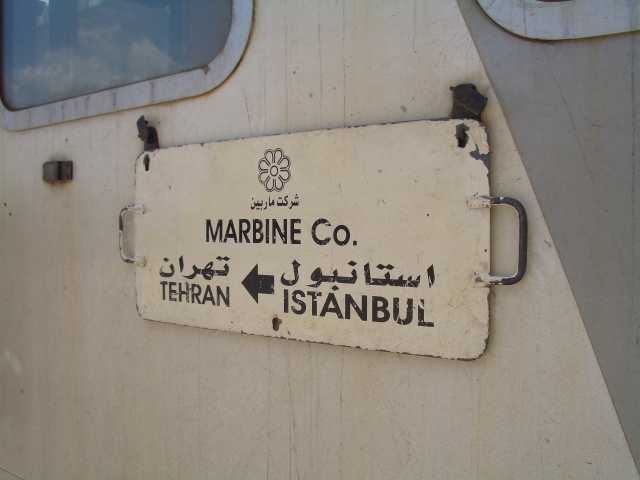 شرکت ماربین
MARBINE Co.
تهران استانبول
TEHRAN ISTANBUL